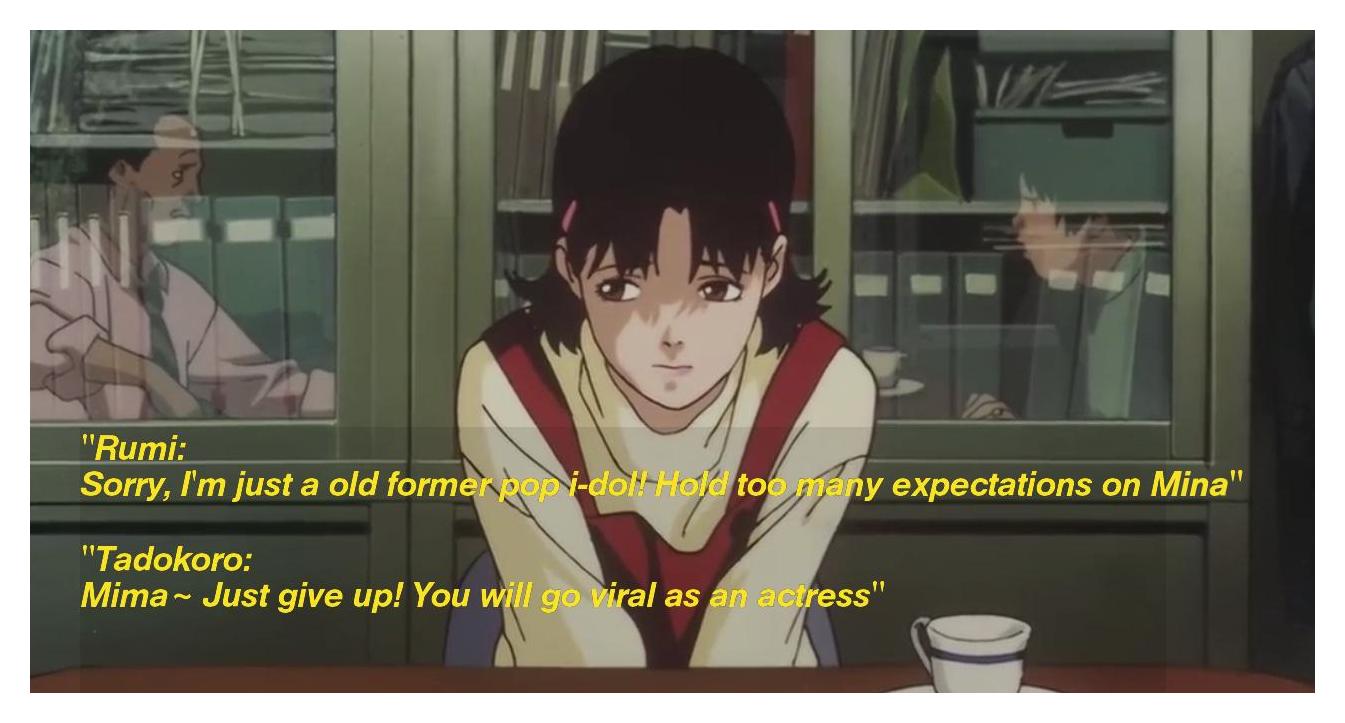 "Rumi:
Sorry, I'm just a old former pop i-dol! Hold too many expectations on Mina"
"Tadokoro:
Mima~ Just give up! You will go viral as an actress"